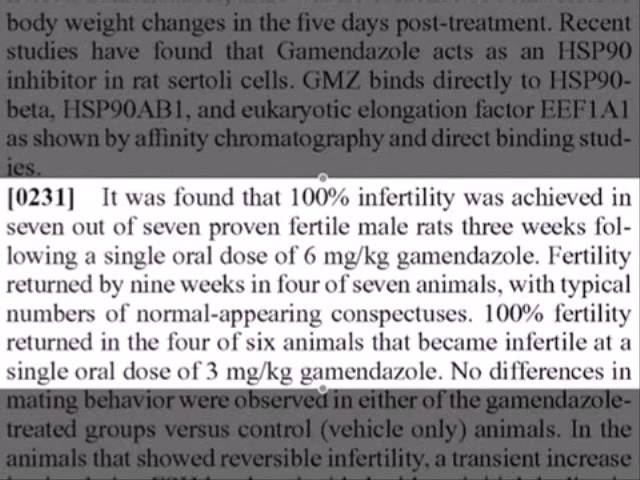 body weight changes in the five days post-treatment. Recent
studies have found that Gamendazole acts as an HSP90
inhibitor in rat sertoli cells. GMZ binds directly to HSP90-
beta, HSP90AB1, and eukaryotic elongation factor EEF1A1
as shown by affinity chromatography and direct binding stud-
ies.
[0231] It was found that 100% infertility was achieved in
seven out of seven proven fertile male rats three weeks fol-
lowing a single oral dose of 6 mg/kg gamendazole. Fertility
returned by nine weeks in four of seven animals, with typical
numbers of normal-appearing conspectuses. 100% fertility
returned in the four of six animals that became infertile at a
single oral dose of 3 mg/kg gamendazole. No differences in
mating behavior were observed in either of the gamendazole-
treated groups versus control (vehicle only) animals. In the
animals that showed reversible infertility, a transient increase